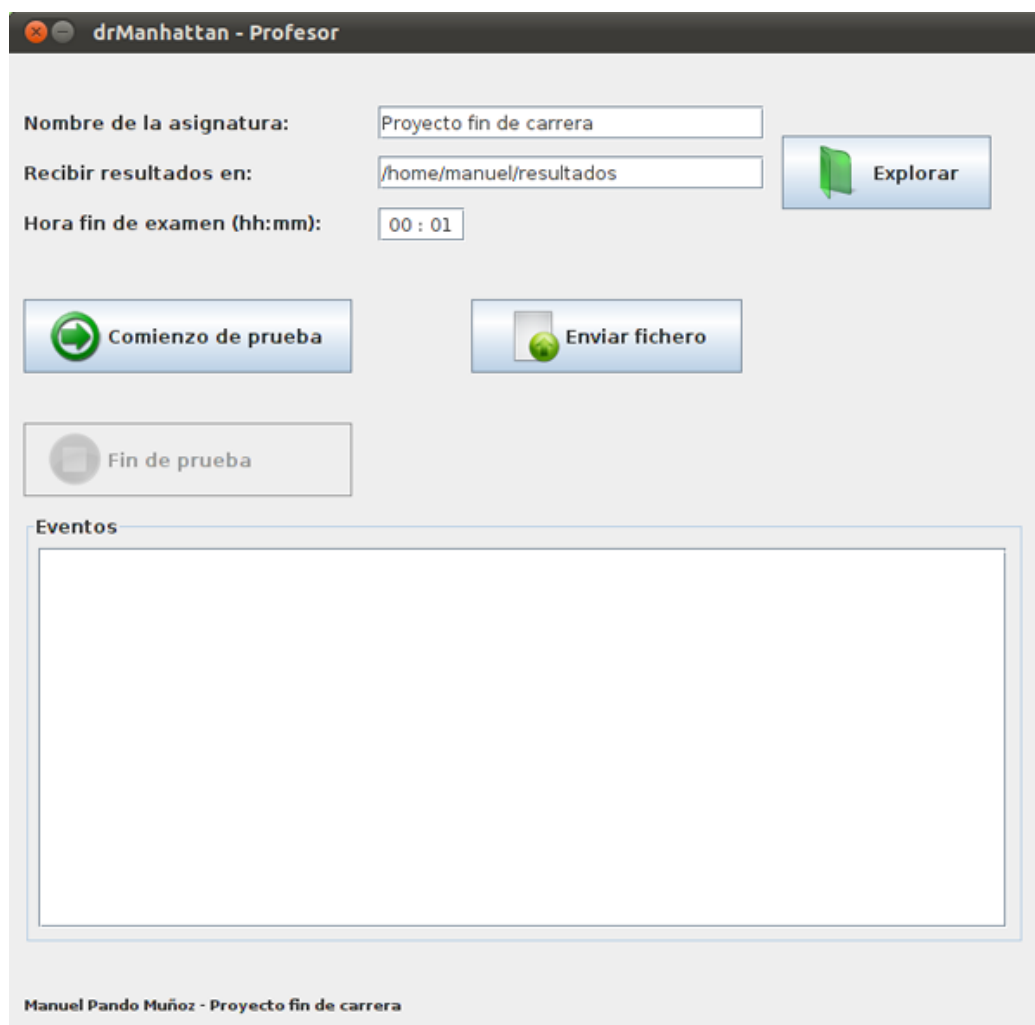 drManhattan - Profesor
Nombre de la asignatura: Proyecto fin de carrera
Recibir resultados en: /home/manuel/resultados
Explorar
Hora fin de examen (hh:mm): 00 : 01
Comienzo de prueba Enviar fichero
Fin de prueba
Eventos
Manuel Pando Muñoz - Proyecto fin de carrera